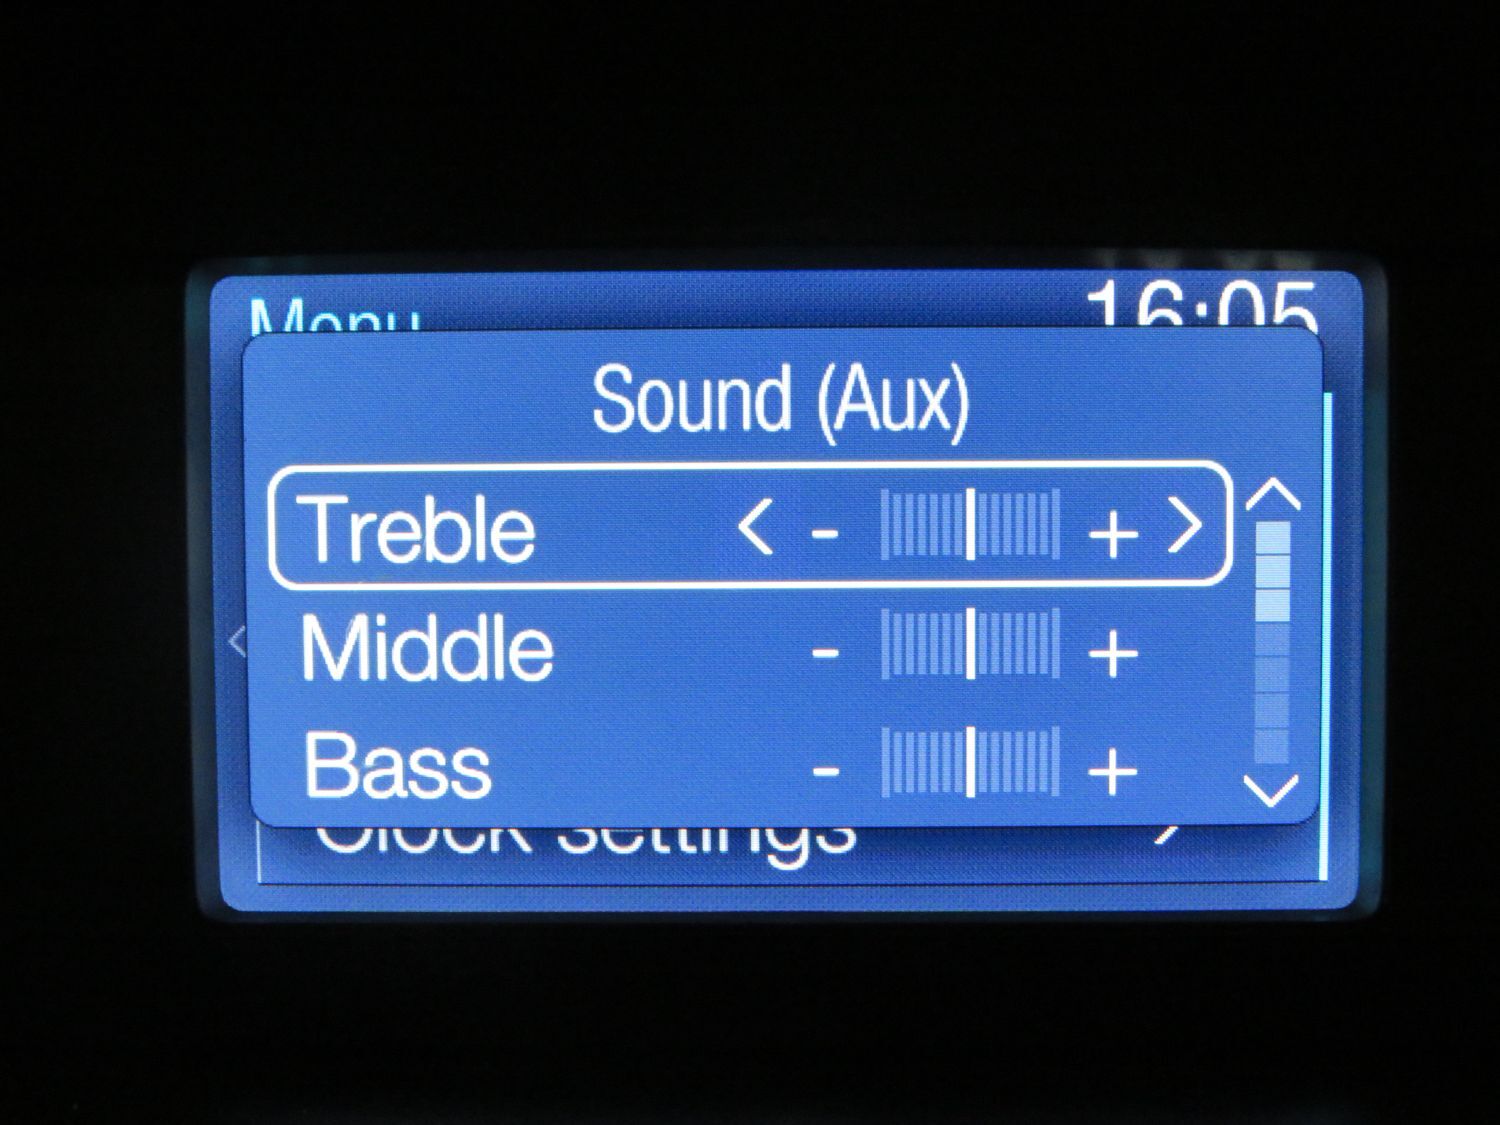 Menu 16:05
Sound (Aux)
Treble < - + >
Middle - +
Bass - +
Clock settings >